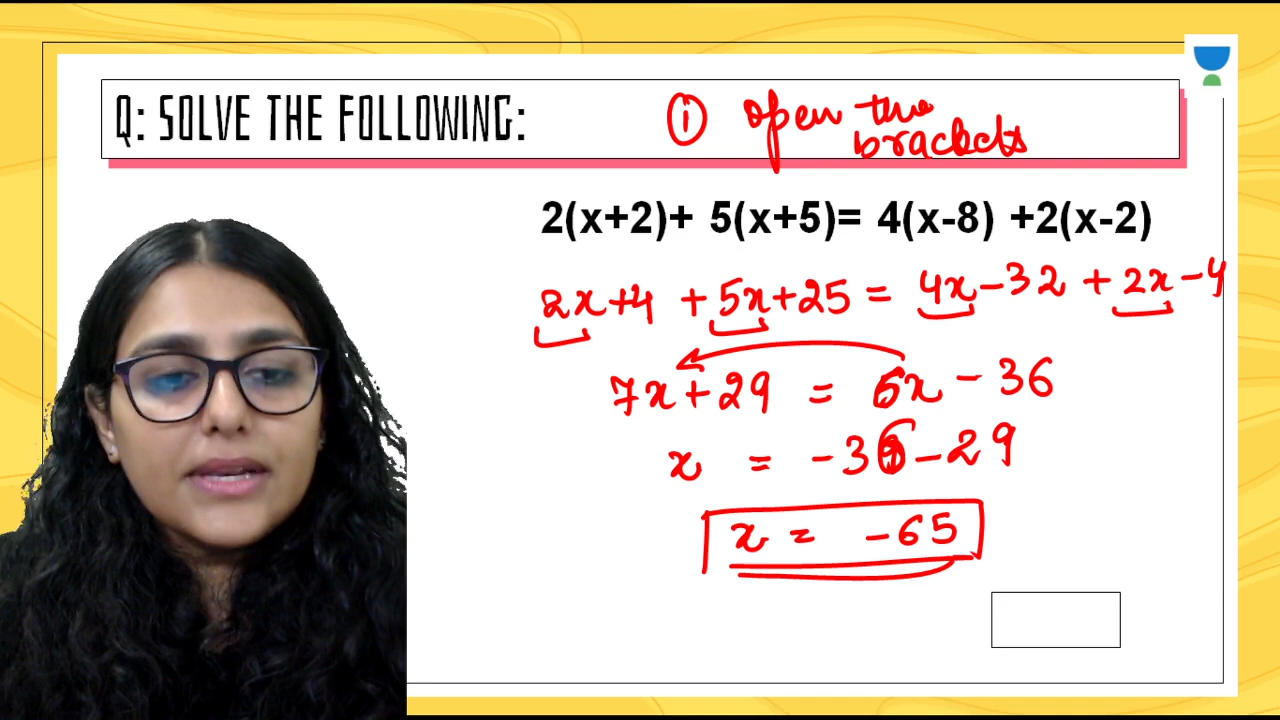 Q: SOLVE THE FOLLOWING:
① open the
brackets
2(x+2)+ 5(x+5)= 4(x-8) +2(x-2)
2x+4 +5x+25 = 4x-32 + 2x-4
7x+29 = 6x-36
x = -36-29
x = -65